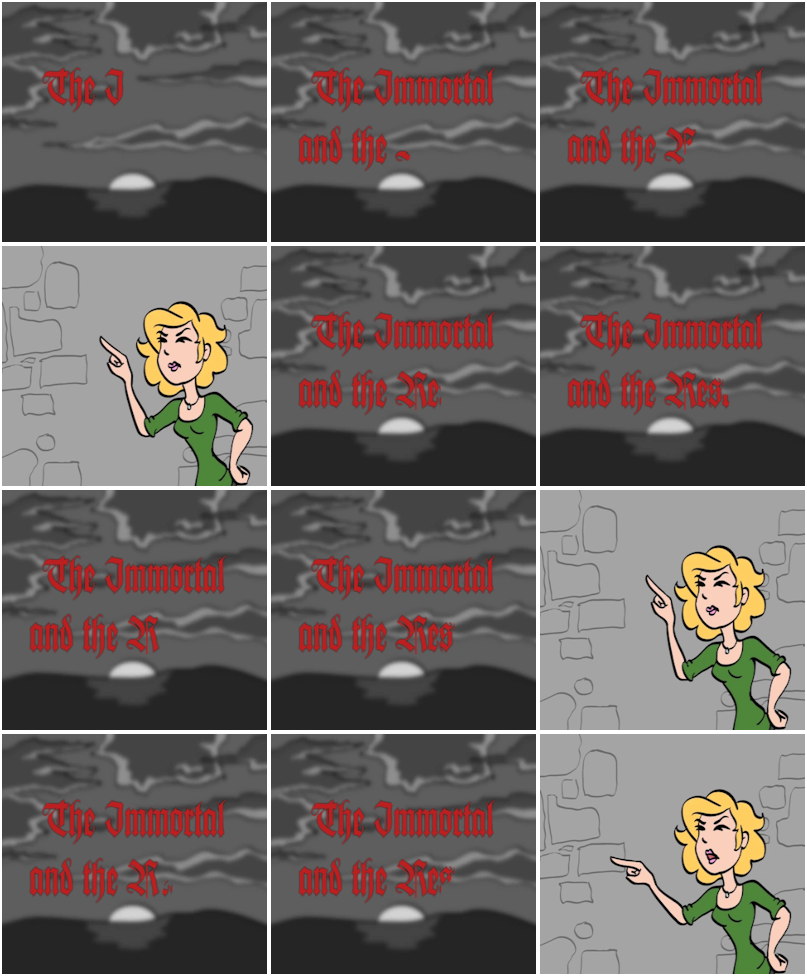 The I
The Immortal
and the
The Immortal
and the
The Immortal
and the Re
The Immortal
and the Res
The Immortal
and the R
The Immortal
and the Res
The Immortal
and the R
The Immortal
and the Res